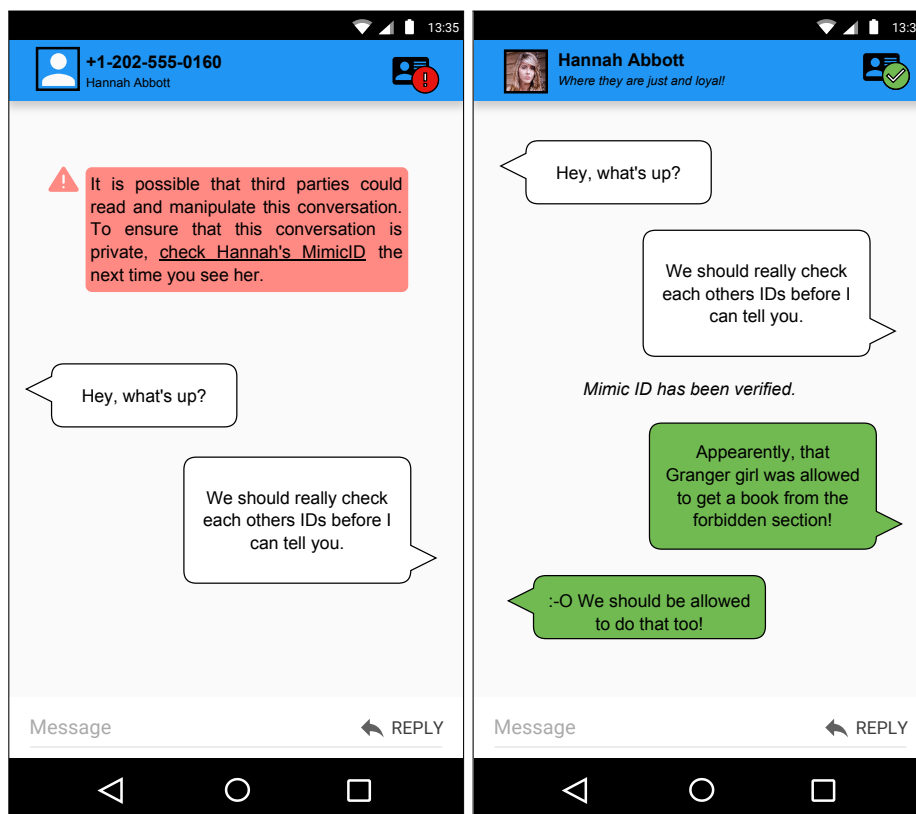 13:35
+1-202-555-0160
Hannah Abbott
It is possible that third parties could
read and manipulate this conversation.
To ensure that this conversation is
private, check Hannah's MimicID the
next time you see her.
Hey, what's up?
We should really check
each others IDs before I
can tell you.
Message
REPLY
13:3
Hannah Abbott
Where they are just and loyal!
Hey, what's up?
We should really check
each others IDs before I
can tell you.
Mimic ID has been verified.
Appearently, that
Granger girl was allowed
to get a book from the
forbidden section!
:-O We should be allowed
to do that too!
Message
REPLY